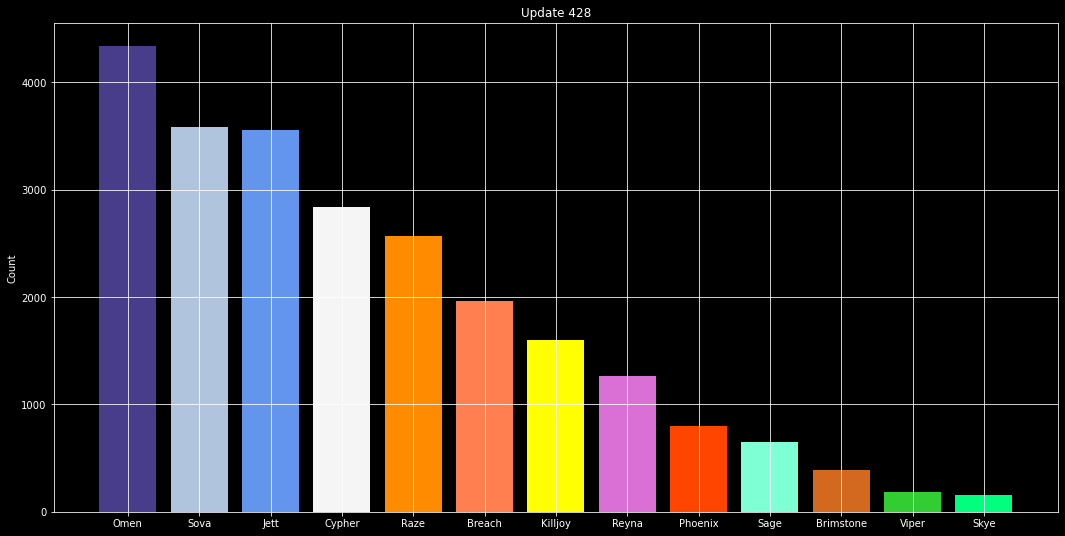 Update 428
Count
4000
3000
2000
1000
0
Omen Sova Jett Cypher Raze Breach Killjoy Reyna Phoenix Sage Brimstone Viper Skye